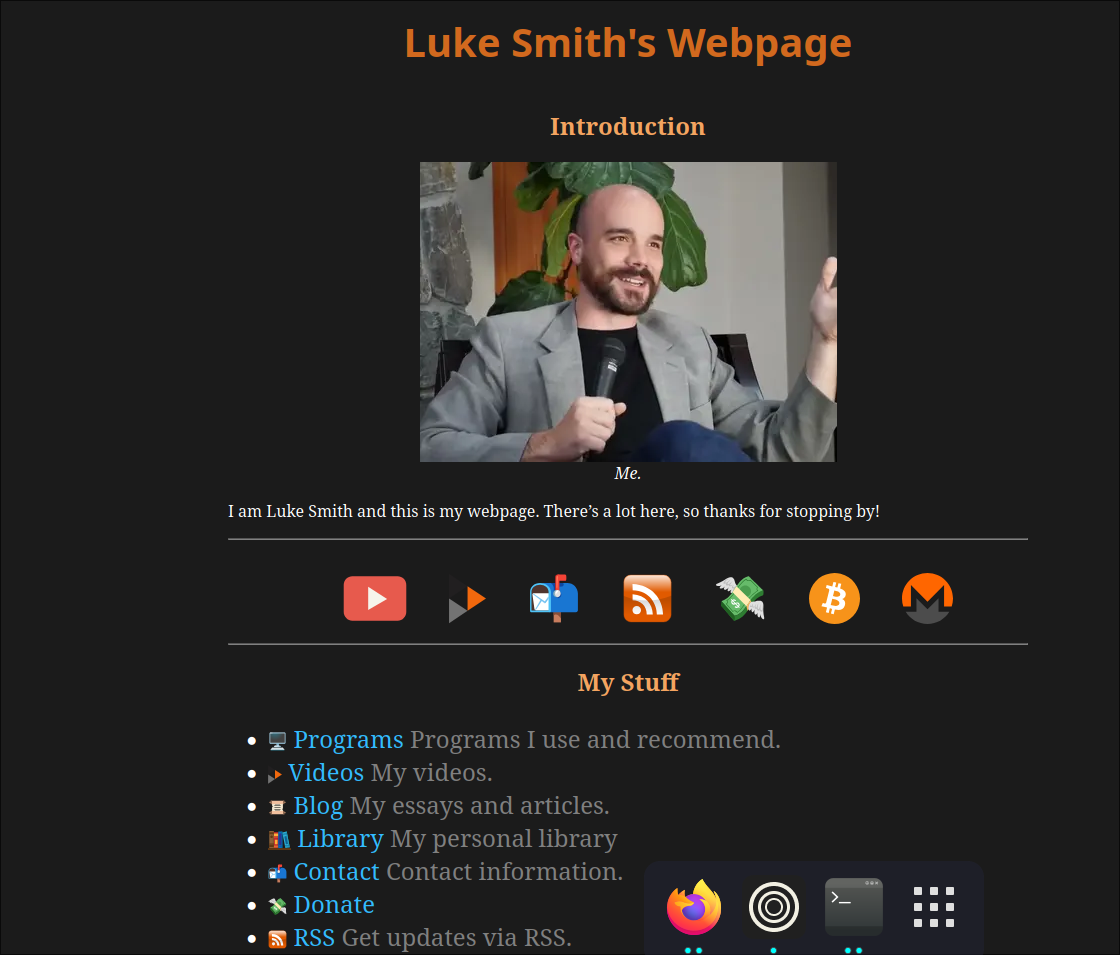 Luke Smith's Webpage
Introduction
Me.
I am Luke Smith and this is my webpage. There’s a lot here, so thanks for stopping by!
My Stuff
Programs Programs I use and recommend.
Videos My videos.
Blog My essays and articles.
Library My personal library
Contact Contact information.
Donate
RSS Get updates via RSS.